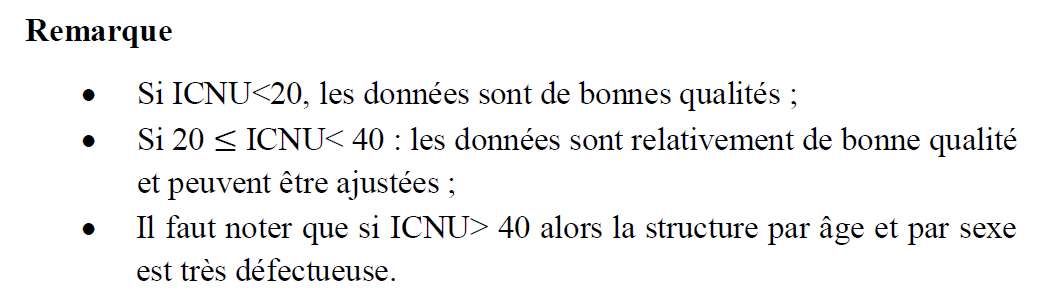 Remarque
• Si ICNU<20, les données sont de bonnes qualités ;
• Si 20 ≤ ICNU< 40 : les données sont relativement de bonne qualité
et peuvent être ajustées ;
• Il faut noter que si ICNU> 40 alors la structure par âge et par sexe
est très défectueuse.